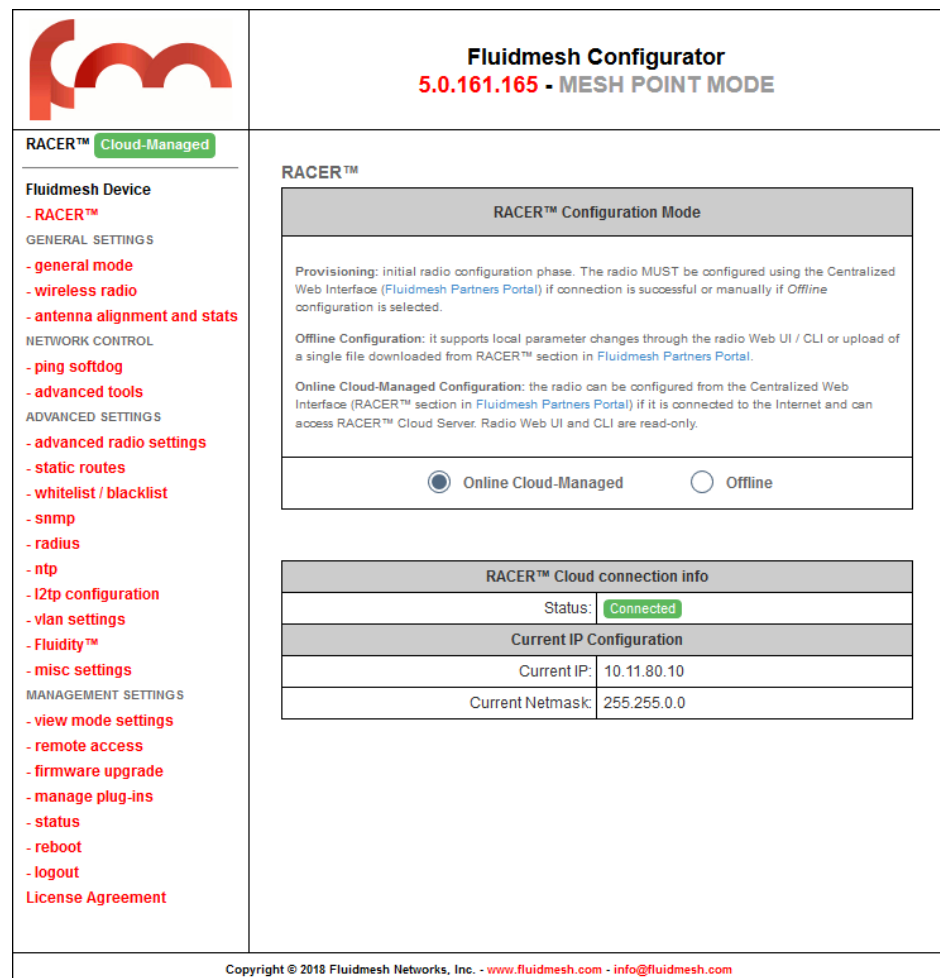 fm
Fluidmesh Configurator
5.0.161.165 - MESH POINT MODE
RACER™ Cloud-Managed
Fluidmesh Device
- RACER™
GENERAL SETTINGS
- general mode
- wireless radio
- antenna alignment and stats
NETWORK CONTROL
- ping softdog
- advanced tools
ADVANCED SETTINGS
- advanced radio settings
- static routes
- whitelist / blacklist
- snmp
- radius
- ntp
- l2tp configuration
- vlan settings
- Fluidity™
- misc settings
MANAGEMENT SETTINGS
- view mode settings
- remote access
- firmware upgrade
- manage plug-ins
- status
- reboot
- logout
License Agreement
RACER™
RACER™ Configuration Mode
Provisioning: initial radio configuration phase. The radio MUST be configured using the Centralized
Web Interface (Fluidmesh Partners Portal) if connection is successful or manually if Offline
configuration is selected.
Offline Configuration: it supports local parameter changes through the radio Web UI / CLI or upload of
a single file downloaded from RACER™ section in Fluidmesh Partners Portal.
Online Cloud-Managed Configuration: the radio can be configured from the Centralized Web
Interface (RACER™ section in Fluidmesh Partners Portal) if it is connected to the Internet and can
access RACER™ Cloud Server. Radio Web UI and CLI are read-only.
Online Cloud-Managed Offline
RACER™ Cloud connection info
Status: Connected
Current IP Configuration
Current IP: 10.11.80.10
Current Netmask: 255.255.0.0
Copyright © 2018 Fluidmesh Networks, Inc. - www.fluidmesh.com - info@fluidmesh.com